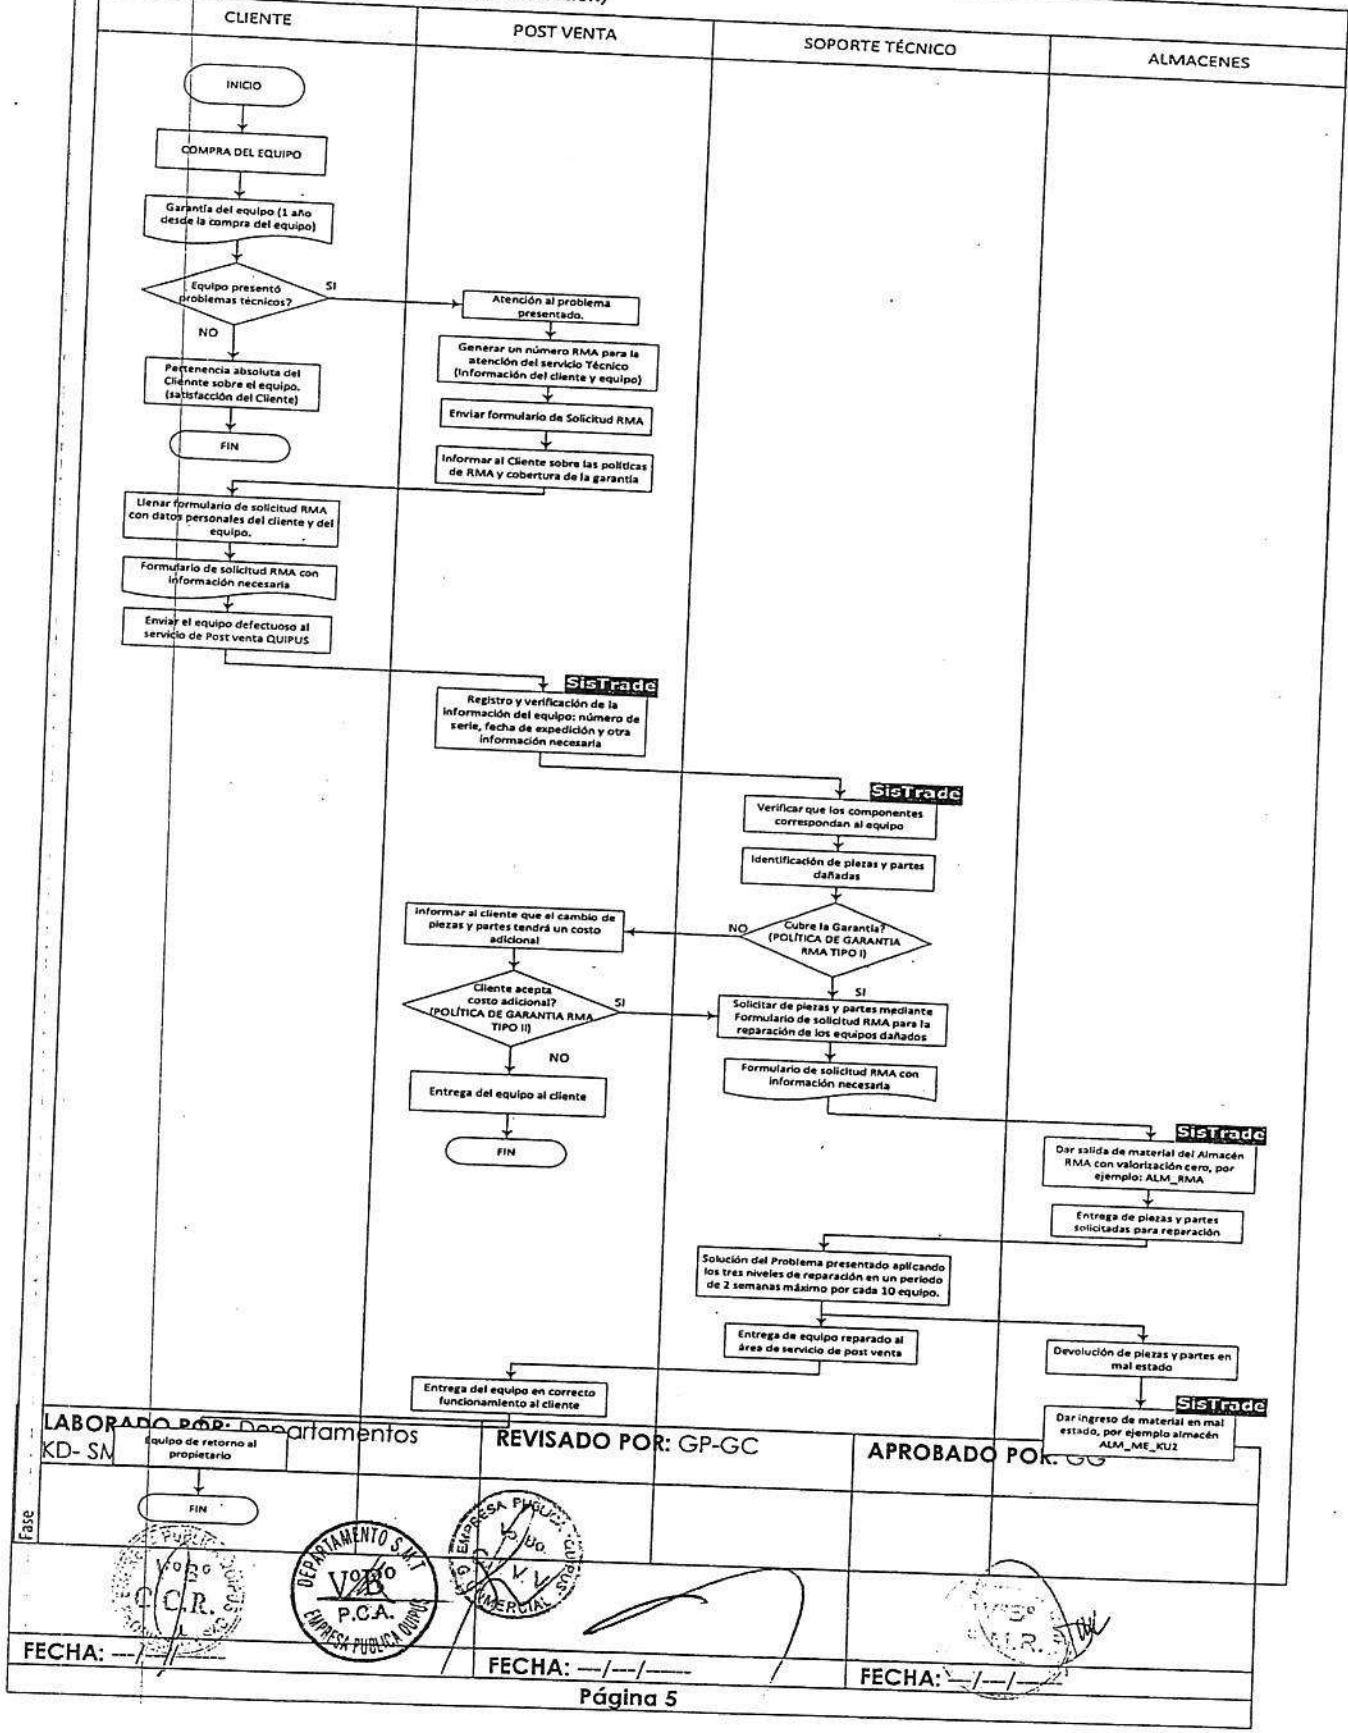 CLIENTE
POST VENTA
SOPORTE TÉCNICO
ALMACENES
INICIO
COMPRA DEL EQUIPO
Garantía del equipo (1 año
desde la compra del equipo)
Equipo presentó
problemas técnicos?
SI
NO
Pertenencia absoluta del
Cliennte sobre el equipo.
(satisfacción del Cliente)
FIN
Atención al problema
presentado.
Generar un número RMA para la
atención del servicio Técnico
(Información del cliente y equipo)
Enviar formulario de Solicitud RMA
Informar al Cliente sobre las políticas
de RMA y cobertura de la garantía
Llenar formulario de solicitud RMA
con datos personales del cliente y del
equipo.
Formulario de solicitud RMA con
información necesaria
Enviar el equipo defectuoso al
servicio de Post venta QUIPUS
SisTrade
Registro y verificación de la
información del equipo: número de
serie, fecha de expedición y otra
información necesaria
SisTrade
Verificar que los componentes
correspondan al equipo
Identificación de piezas y partes
dañadas
Cubre la Garantía?
(POLÍTICA DE GARANTIA
RMA TIPO I)
NO
SI
Informar al cliente que el cambio de
piezas y partes tendrá un costo
adicional
Cliente acepta
costo adicional?
(POLÍTICA DE GARANTIA RMA
TIPO II)
SI
NO
Entrega del equipo al cliente
FIN
Solicitar de piezas y partes mediante
Formulario de solicitud RMA para la
reparación de los equipos dañados
Formulario de solicitud RMA con
información necesaria
SisTrade
Dar salida de material del Almacén
RMA con valorización cero, por
ejemplo: ALM_RMA
Entrega de piezas y partes
solicitadas para reparación
Solución del Problema presentado aplicando
los tres niveles de reparación en un periodo
de 2 semanas máximo por cada 10 equipo.
Entrega de equipo reparado al
área de servicio de post venta
Devolución de piezas y partes en
mal estado
SisTrade
Dar ingreso de material en mal
estado, por ejemplo almacén
ALM_ME_KU2
Entrega del equipo en correcto
funcionamiento al cliente
Equipo de retorno al
propietario
FIN
Fase
LABORADO POR: Departamentos
KD- SM
REVISADO POR: GP-GC
APROBADO POR: GG
C.C.R.
DEPARTAMENTO S.M.T
VºBº
P.C.A.
EMPRESA PUBLICA QUIPUS
EMPRESA PUBLICA QUIPUS
FECHA: ---/---/------
FECHA: ---/---/------
FECHA: ---/---/------
Página 5